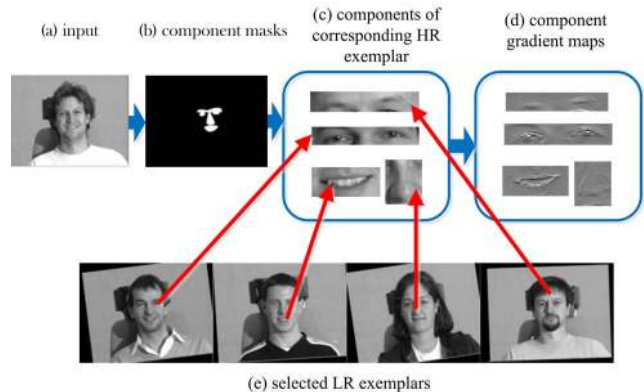 (a) input
(b) component masks
(c) components of
corresponding HR
exemplar
(d) component
gradient maps
(e) selected LR exemplars